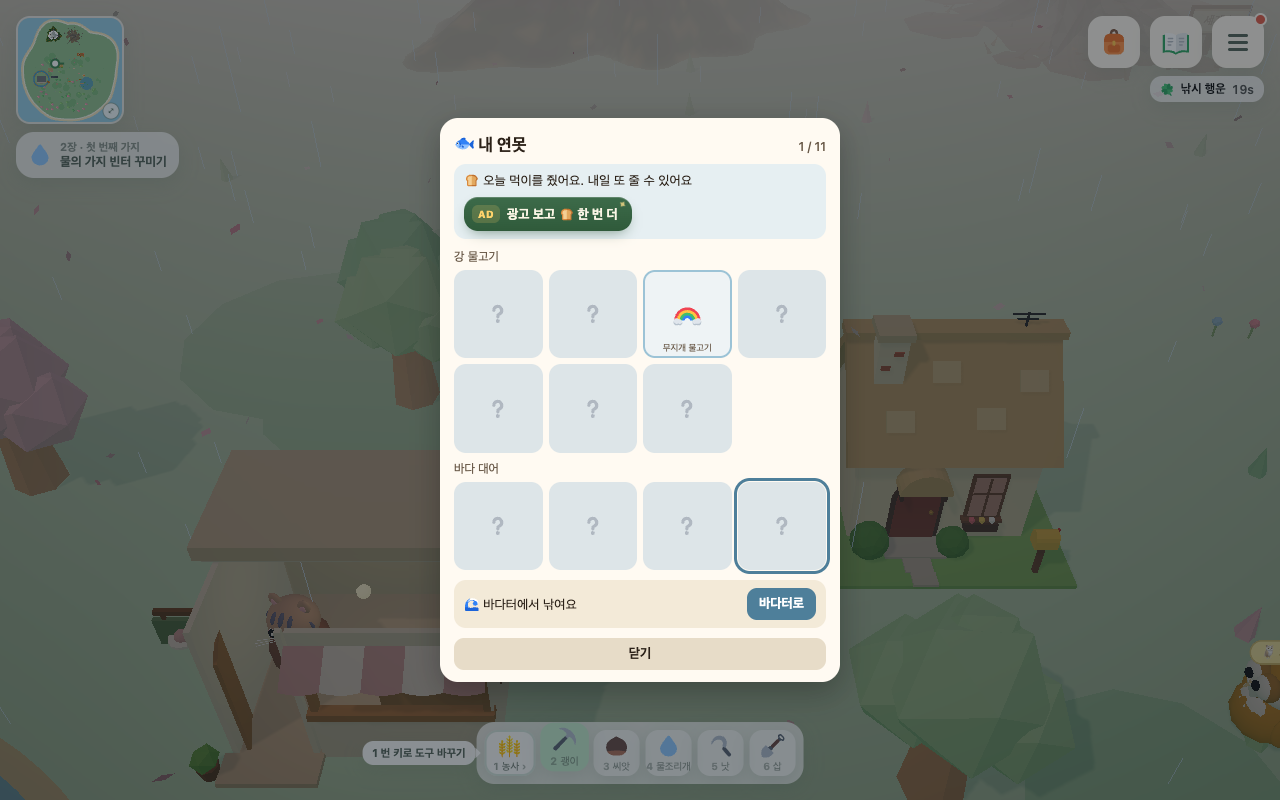 낚시 행운 19s
2장 · 첫 번째 가지
물의 가지 빈터 꾸미기
내 연못
1 / 11
오늘 먹이를 줬어요. 내일 또 줄 수 있어요
AD 광고 보고 한 번 더
강 물고기
?
?
?
무지개 물고기
?
?
?
바다 대어
?
?
?
?
바다터에서 낚여요
바다터로
닫기
1 번 키로 도구 바꾸기
1 농사 ›
2 괭이
3 씨앗
4 물조리개
5 낫
6 삽